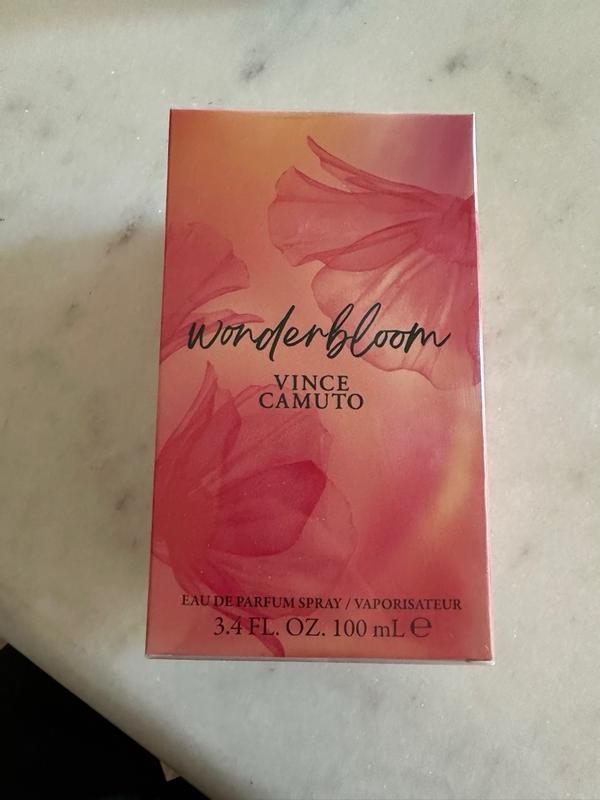 wonderbloom
VINCE
CAMUTO
EAU DE PARFUM SPRAY / VAPORISATEUR
3.4 FL. OZ. 100 mL ℮